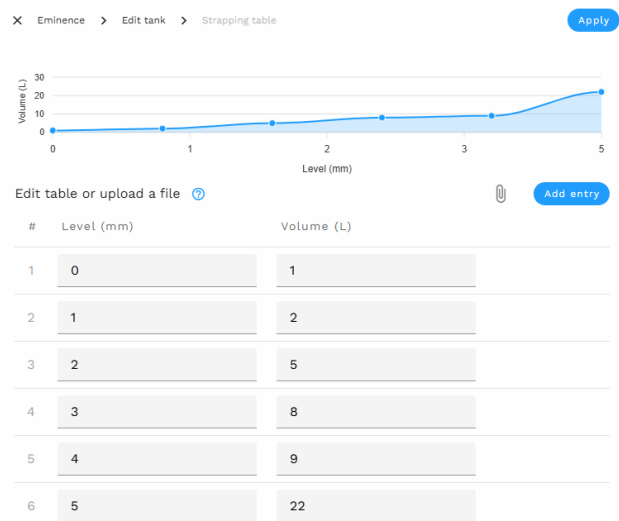 Eminence > Edit tank > Strapping table
Apply
Volume (L)
30
20
10
0
0 1 2 3 5
Level (mm)
Edit table or upload a file
Add entry
# Level (mm) Volume (L)
1 0 1
2 1 2
3 2 5
4 3 8
5 4 9
6 5 22